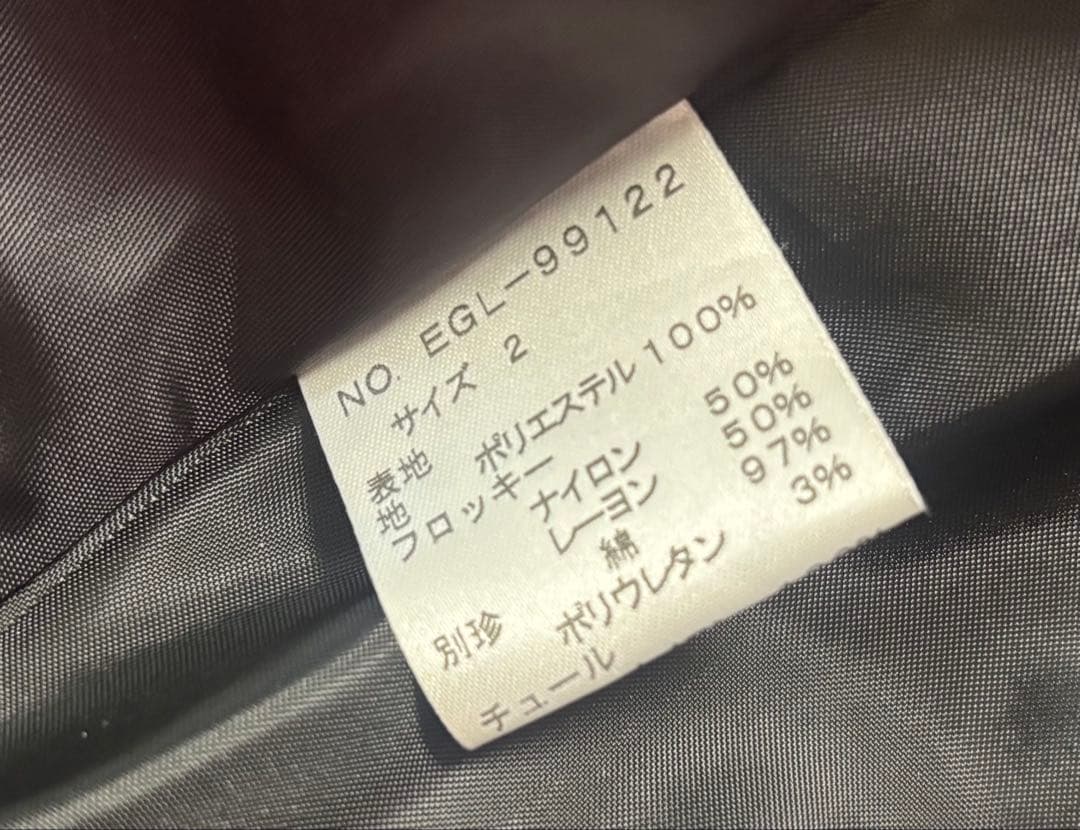 NO. EGL-99122
サイズ 2
表地 ポリエステル 100%
地
フロッキー
ナイロン 50%
レーヨン 50%
別珍 綿 97%
ポリウレタン 3%
チュール